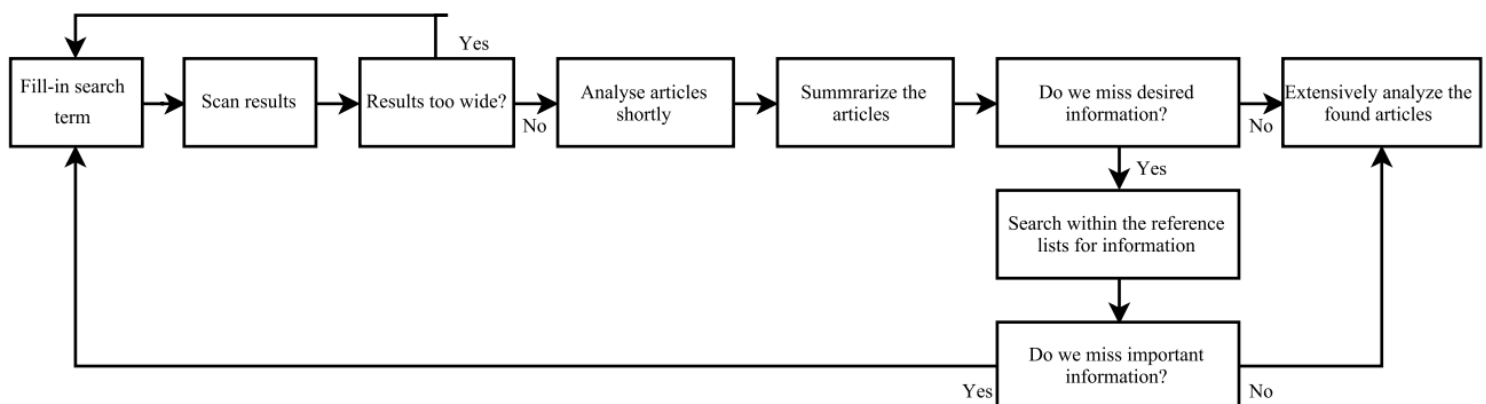 Yes
Fill-in search
term
Scan results
Results too wide?
No
Analyse articles
shortly
Summrarize the
articles
Do we miss desired
information?
No
Extensively analyze the
found articles
Yes
Search within the reference
lists for information
Do we miss important
information?
Yes
No